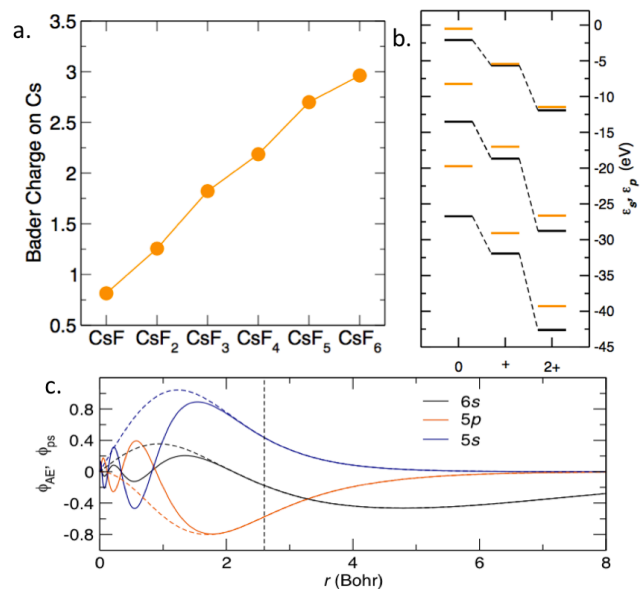 a.
3.5
3
2.5
2
1.5
1
0.5
Bader Charge on Cs
CsF CsF₂ CsF₃ CsF₄ CsF₅ CsF₆
b.
0
-5
-10
-15
-20
-25
-30
-35
-40
-45
εₛ, εₚ (eV)
0 + 2+
c.
0.8
0.4
0
-0.4
-0.8
ϕAE, ϕps
6s
5p
5s
0 2 4 6 8
r (Bohr)